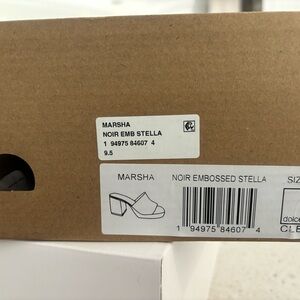 MARSHA
NOIR EMB STELLA
1 94975 84607 4
9.5
MARSHA
NOIR EMBOSSED STELLA
SIZ
1 94975 84607 4
dolce
CLE